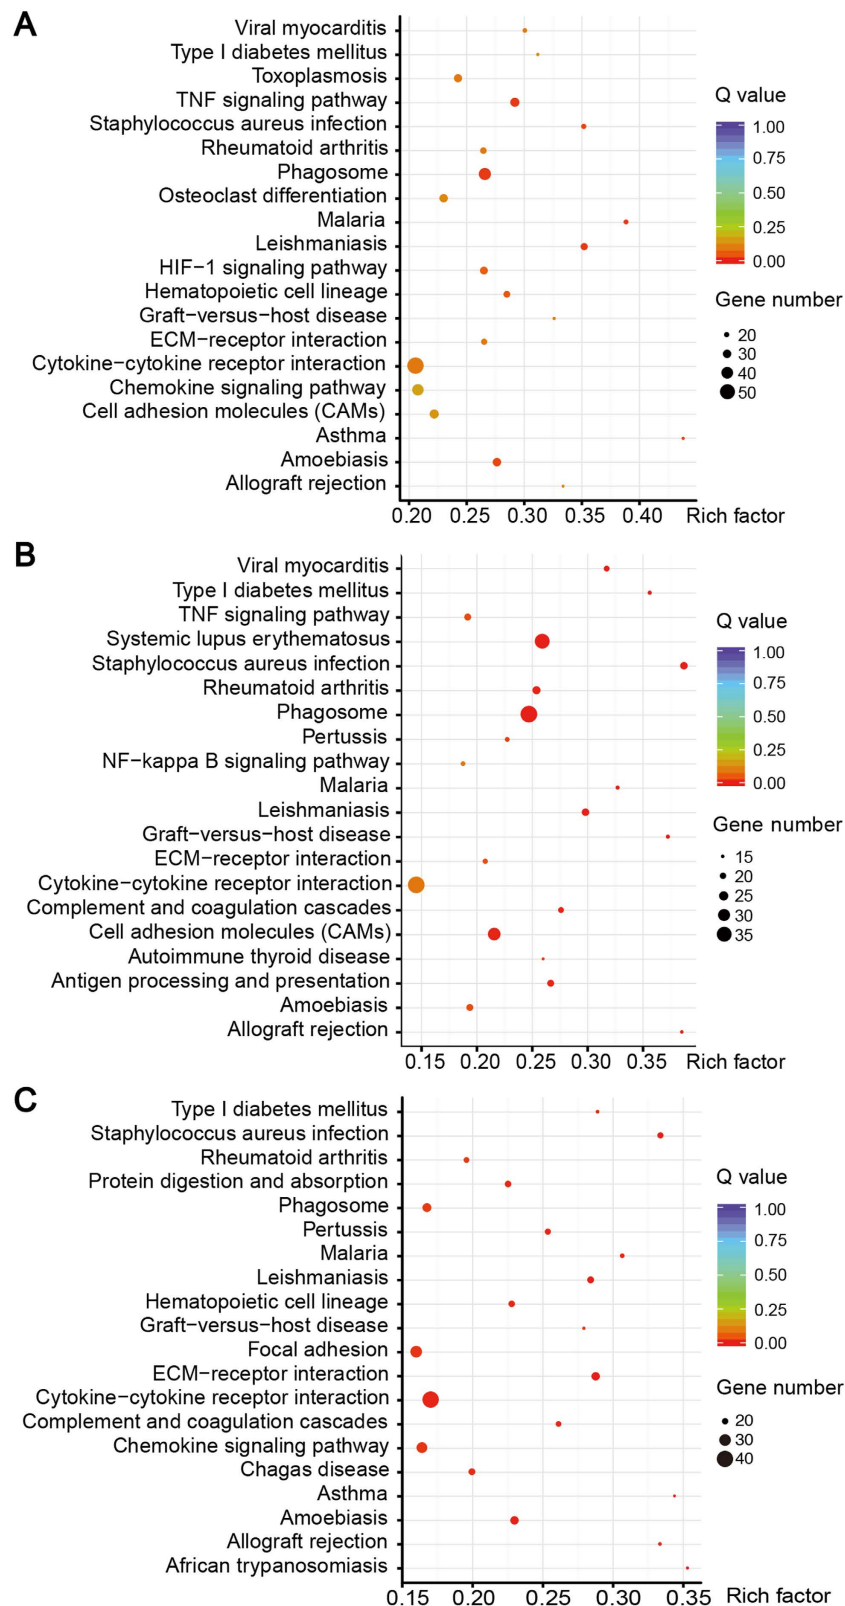 A
Viral myocarditis
Type I diabetes mellitus
Toxoplasmosis
TNF signaling pathway
Staphylococcus aureus infection
Rheumatoid arthritis
Phagosome
Osteoclast differentiation
Malaria
Leishmaniasis
HIF−1 signaling pathway
Hematopoietic cell lineage
Graft−versus−host disease
ECM−receptor interaction
Cytokine−cytokine receptor interaction
Chemokine signaling pathway
Cell adhesion molecules (CAMs)
Asthma
Amoebiasis
Allograft rejection
0.20 0.25 0.30 0.35 0.40 Rich factor
Q value
1.00
0.75
0.50
0.25
0.00
Gene number
20
30
40
50
B
Viral myocarditis
Type I diabetes mellitus
TNF signaling pathway
Systemic lupus erythematosus
Staphylococcus aureus infection
Rheumatoid arthritis
Phagosome
Pertussis
NF−kappa B signaling pathway
Malaria
Leishmaniasis
Graft−versus−host disease
ECM−receptor interaction
Cytokine−cytokine receptor interaction
Complement and coagulation cascades
Cell adhesion molecules (CAMs)
Autoimmune thyroid disease
Antigen processing and presentation
Amoebiasis
Allograft rejection
0.15 0.20 0.25 0.30 0.35 Rich factor
Q value
1.00
0.75
0.50
0.25
0.00
Gene number
15
20
25
30
35
C
Type I diabetes mellitus
Staphylococcus aureus infection
Rheumatoid arthritis
Protein digestion and absorption
Phagosome
Pertussis
Malaria
Leishmaniasis
Hematopoietic cell lineage
Graft−versus−host disease
Focal adhesion
ECM−receptor interaction
Cytokine−cytokine receptor interaction
Complement and coagulation cascades
Chemokine signaling pathway
Chagas disease
Asthma
Amoebiasis
Allograft rejection
African trypanosomiasis
0.15 0.20 0.25 0.30 0.35 Rich factor
Q value
1.00
0.75
0.50
0.25
0.00
Gene number
20
30
40